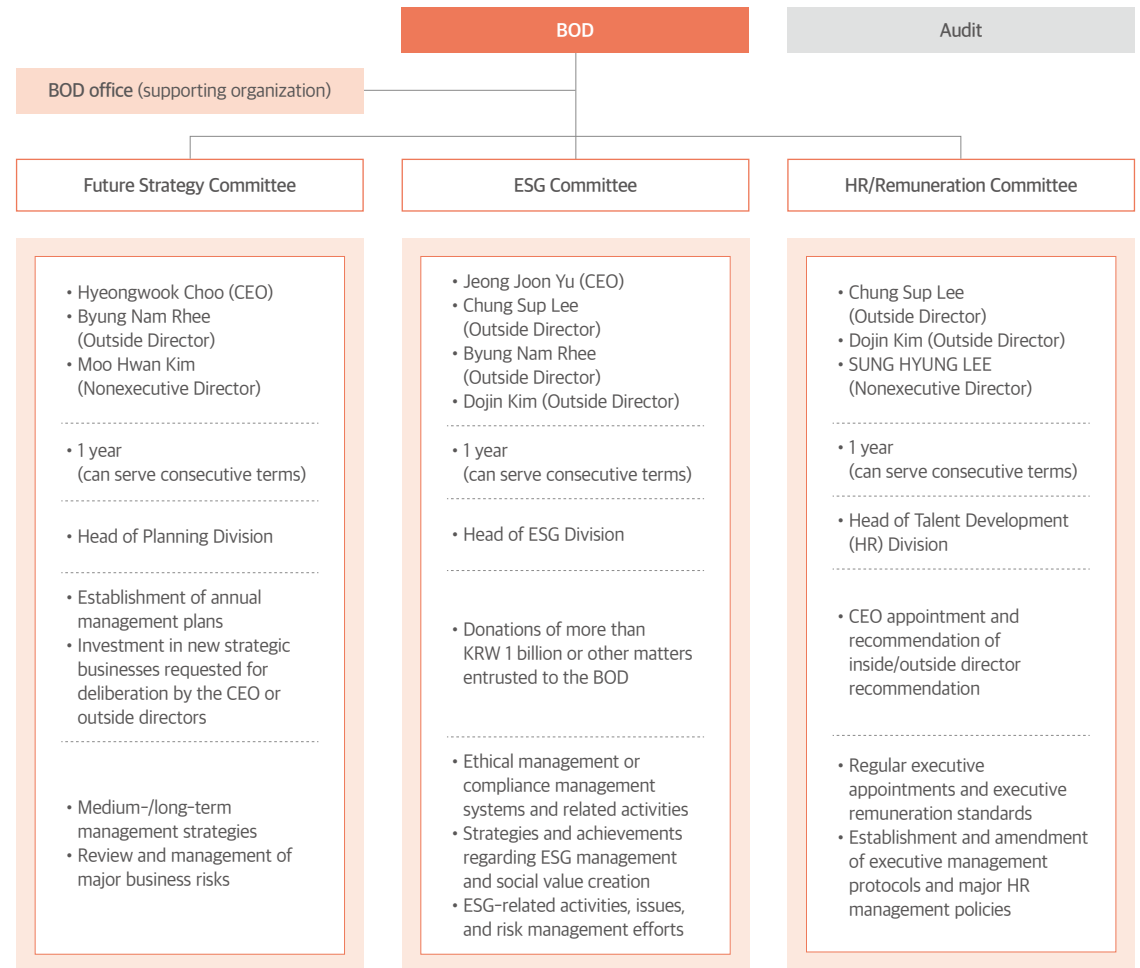 BOD
Audit
BOD office (supporting organization)
Future Strategy Committee
ESG Committee
HR/Remuneration Committee
• Hyeongwook Choo (CEO)
• Byung Nam Rhee
(Outside Director)
• Moo Hwan Kim
(Nonexecutive Director)
• 1 year
(can serve consecutive terms)
• Head of Planning Division
• Establishment of annual
management plans
• Investment in new strategic
businesses requested for
deliberation by the CEO or
outside directors
• Medium-/long-term
management strategies
• Review and management of
major business risks
• Jeong Joon Yu (CEO)
• Chung Sup Lee
(Outside Director)
• Byung Nam Rhee
(Outside Director)
• Dojin Kim (Outside Director)
• 1 year
(can serve consecutive terms)
• Head of ESG Division
• Donations of more than
KRW 1 billion or other matters
entrusted to the BOD
• Ethical management or
compliance management
systems and related activities
• Strategies and achievements
regarding ESG management
and social value creation
• ESG-related activities, issues,
and risk management efforts
• Chung Sup Lee
(Outside Director)
• Dojin Kim (Outside Director)
• SUNG HYUNG LEE
(Nonexecutive Director)
• 1 year
(can serve consecutive terms)
• Head of Talent Development
(HR) Division
• CEO appointment and
recommendation of
inside/outside director
recommendation
• Regular executive
appointments and executive
remuneration standards
• Establishment and amendment
of executive management
protocols and major HR
management policies